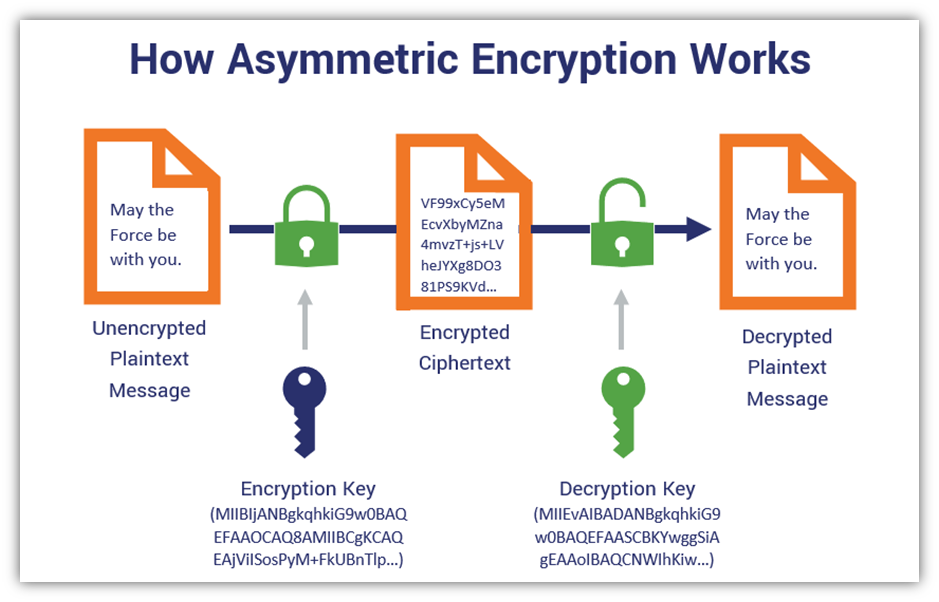 How Asymmetric Encryption Works
May the
Force be
with you.
VF99xCy5eM
EcvXbyMZna
4mvzT+js+LV
heJYXg8DO3
81PS9KVd...
May the
Force be
with you.
Unencrypted
Plaintext
Message
Encrypted
Ciphertext
Decrypted
Plaintext
Message
Encryption Key
(MIIBIjANBgkqhkiG9w0BAQ
EFAAOCAQ8AMIIBCgKCAQ
EAjViISosPyM+FkUBnTlp...)
Decryption Key
(MIIEvAIBADANBgkqhkiG9
w0BAQEFAASCBKYwggSiA
gEAAoIBAQCNWIhKiw...)